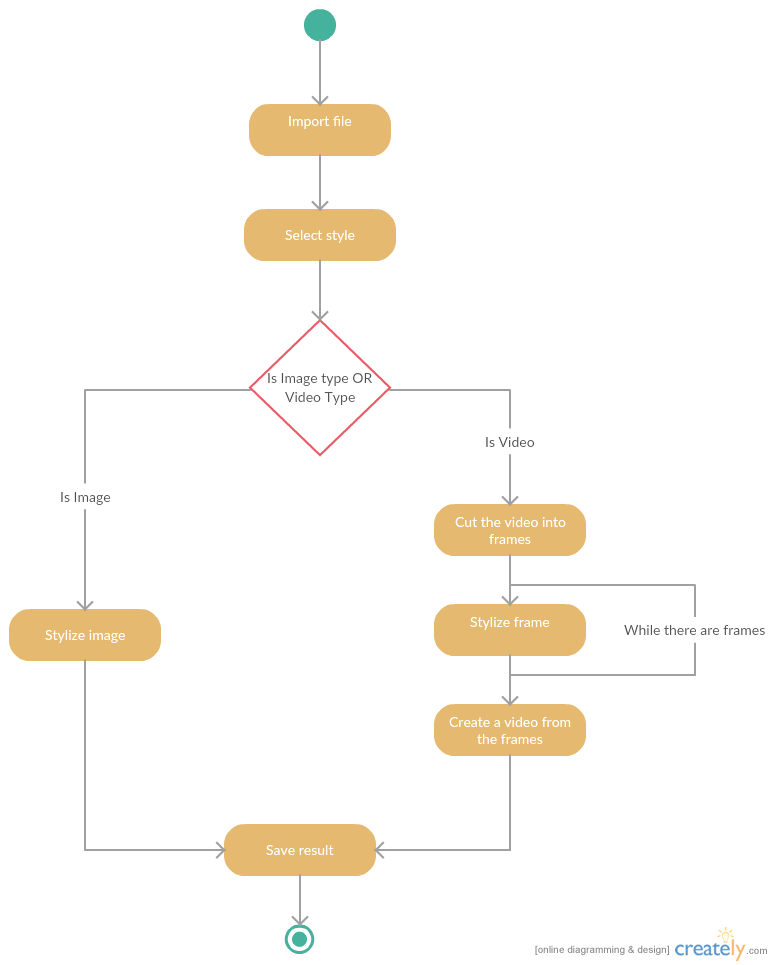 Import file
Select style
Is Image type OR
Video Type
Is Video
Is Image
Cut the video into
frames
Stylize frame
While there are frames
Stylize image
Create a video from
the frames
Save result
[online diagramming & design] creately.com